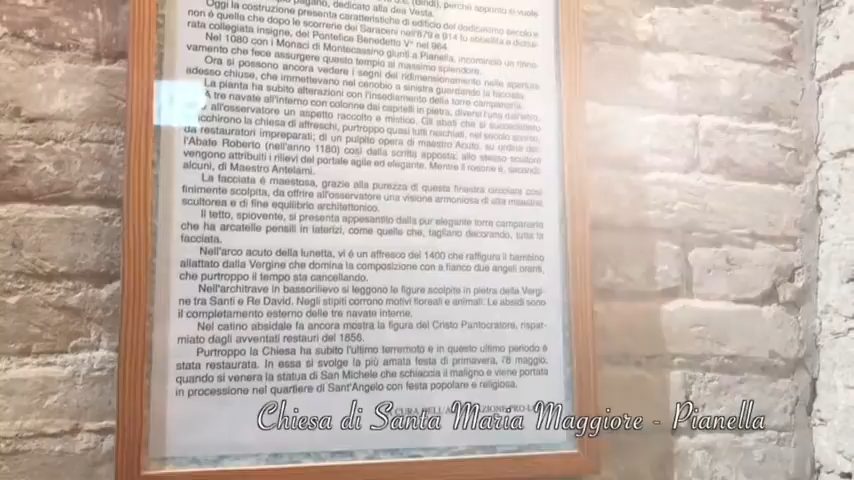 pagano, dedicato alla dea Vesta.
Oggi la costruzione presenta caratteristiche di edificio del dodicesimo secolo e
non è quella che dopo le scorrerie dei Saraceni nell'879 e 914 fu
rata collegiata insigne, del Pontefice Benedetto V° nel 964.
Nel 1080 con i Monaci di Montecassino giunti a Pianella, incominciò un rinno-
vamento che fece assurgere questo tempio al massimo splendore.
Ora si possono ancora vedere i segni del ridimensionamento nelle aperture
adesso chiuse, che immettevano nel cenobio a sinistra guardando la facciata.
La pianta ha subito alterazioni con l'insediamento della torre campanaria.
A tre navate all'interno con colonne dai capitelli in pietra, diversi l'uno dall'altro,
all'osservatore un aspetto raccolto e mistico. Gli abati che si succedettero
arricchirono la chiesa di affreschi, purtroppo quasi tutti raschiati, nel secolo scorso,
da restauratori impreparati; di un pulpito opera di maestro Acuto, su ordine del-
l'Abate Roberto (nell'anno 1180) così dalla scritta apposta; allo stesso scultore
vengono attribuiti i rilievi del portale agile ed elegante. Mentre il rosone è, secondo
alcuni, di Maestro Antelami.
La facciata è maestosa, grazie alla purezza di questa finestra circolare così
finimente scolpita, da offrire all'osservatore una visione armoniosa di alta maestria
scultorea e di fine equilibrio architettonico.
Il tetto, spiovente, si presenta appesantito dalla pur elegante torre campanaria
che ha arcatelle pensili in laterizi, come quelle che, tagliano decorando, tutta la
facciata.
Nell'arco acuto della lunetta, vi è un affresco del 1400 che raffigura il bambino
allattato dalla Vergine che domina la composizione con a fianco due angeli oranti,
che purtroppo il tempo sta cancellando.
Nell'architrave in bassorilievo si leggono le figure scolpite in pietra della Vergi-
ne tra Santi e Re David. Negli stipiti corrono motivi floreali e animali. Le absidi sono
il completamento esterno delle tre navate interne.
Nel catino absidale fa ancora mostra la figura del Cristo Pantocratore, rispar-
miato dagli avventati restauri del 1856.
Purtroppo la Chiesa ha subito l'ultimo terremoto e in questo ultimo periodo è
stata restaurata. In essa si svolge la più amata festa di primavera, l'8 maggio,
quando si venera la statua di San Michele che schiaccia il maligno e viene portata
in processione nel quartiere di Sant'Angelo con festa popolare e religiosa.
Chiesa di Santa Maria Maggiore - Pianella